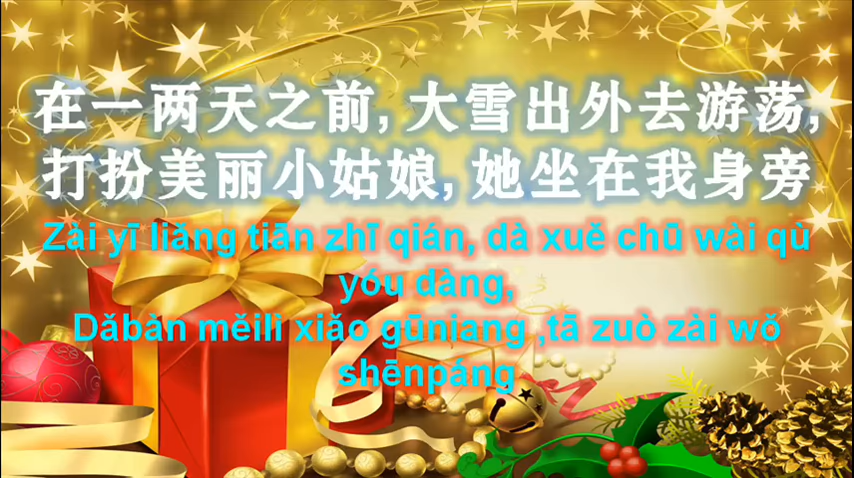 在一两天之前,大雪出外去游荡,
打扮美丽小姑娘,她坐在我身旁
Zài yī liǎng tiān zhī qián, dà xuě chū wài qù
yóu dàng,
Dǎbàn měilì xiǎo gūniang ,tā zuò zài wǒ
shēnpáng